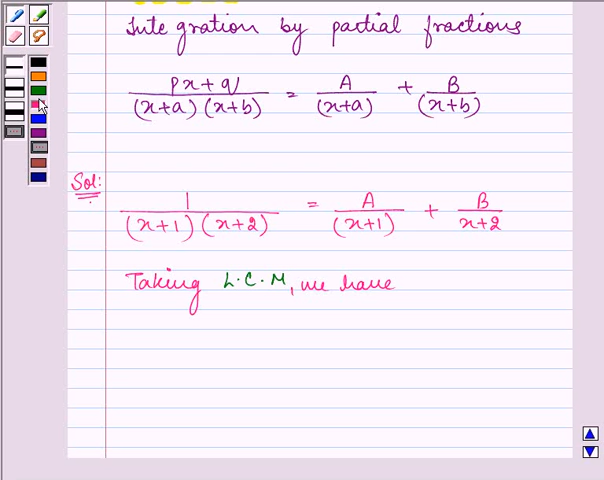 Integration by partial fractions
px+q/(x+a)(x+b) = A/(x+a) + B/(x+b)
Sol:
1/(x+1)(x+2) = A/(x+1) + B/x+2
Taking L.C.M, we have